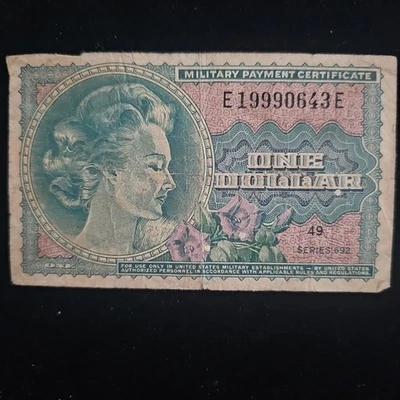 MILITARY PAYMENT CERTIFICATE
E19990643E
ONE
DOLLAR
49
SERIES 692
ONE
FOR USE ONLY IN UNITED STATES MILITARY ESTABLISHMENTS — BY UNITED STATES
AUTHORIZED PERSONNEL IN ACCORDANCE WITH APPLICABLE RULES AND REGULATIONS.